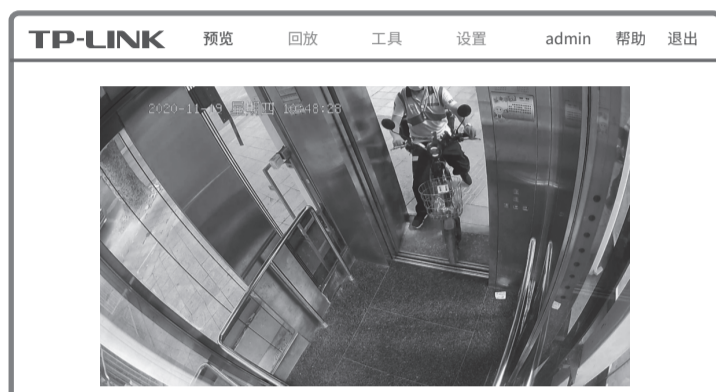 TP-LINK 预览 回放 工具 设置 admin 帮助 退出
2020-11-19 星期四 10:48:28